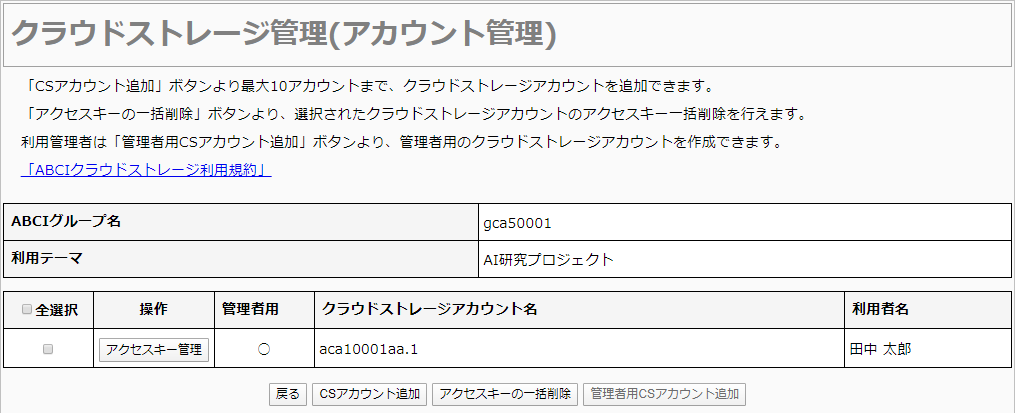 クラウドストレージ管理(アカウント管理)
「CSアカウント追加」ボタンより最大10アカウントまで、クラウドストレージアカウントを追加できます。
「アクセスキーの一括削除」ボタンより、選択されたクラウドストレージアカウントのアクセスキー一括削除を行えます。
利用管理者は「管理者用CSアカウント追加」ボタンより、管理者用のクラウドストレージアカウントを作成できます。
「ABCIクラウドストレージ利用規約」
ABCIグループ名 gca50001
利用テーマ AI研究プロジェクト
全選択 操作 管理者用 クラウドストレージアカウント名 利用者名
アクセスキー管理 ○ aca10001aa.1 田中 太郎
戻る CSアカウント追加 アクセスキーの一括削除 管理者用CSアカウント追加